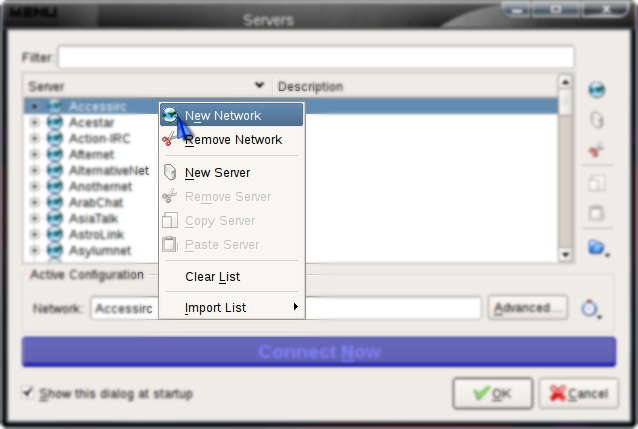 MENU
Servers
Filter:
Server Description
Accessirc
Acestar
Action-IRC
Afternet
AlternativeNet
Anothernet
ArabChat
AsiaTalk
AstroLink
Asylumnet
New Network
Remove Network
New Server
Remove Server
Copy Server
Paste Server
Clear List
Import List
Active Configuration
Network: Accessirc Advanced...
Connect Now
Show this dialog at startup
OK Cancel